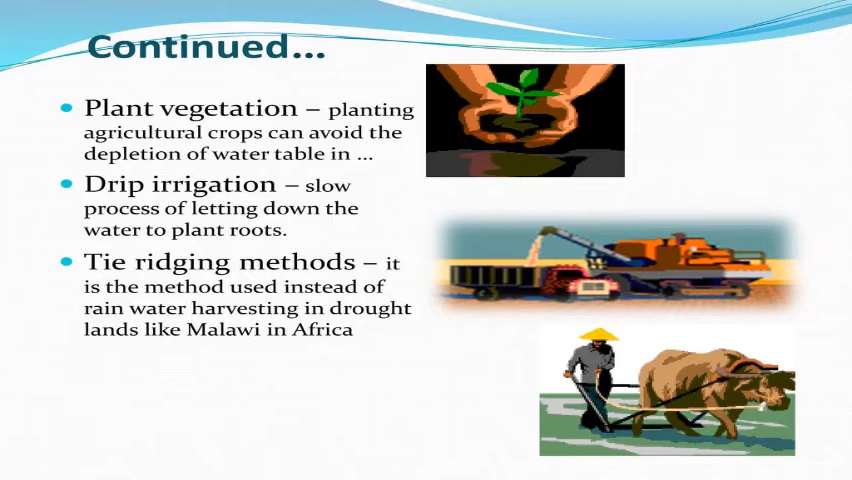 Continued...
Plant vegetation – planting
agricultural crops can avoid the
depletion of water table in ...
Drip irrigation – slow
process of letting down the
water to plant roots.
Tie ridging methods – it
is the method used instead of
rain water harvesting in drought
lands like Malawi in Africa